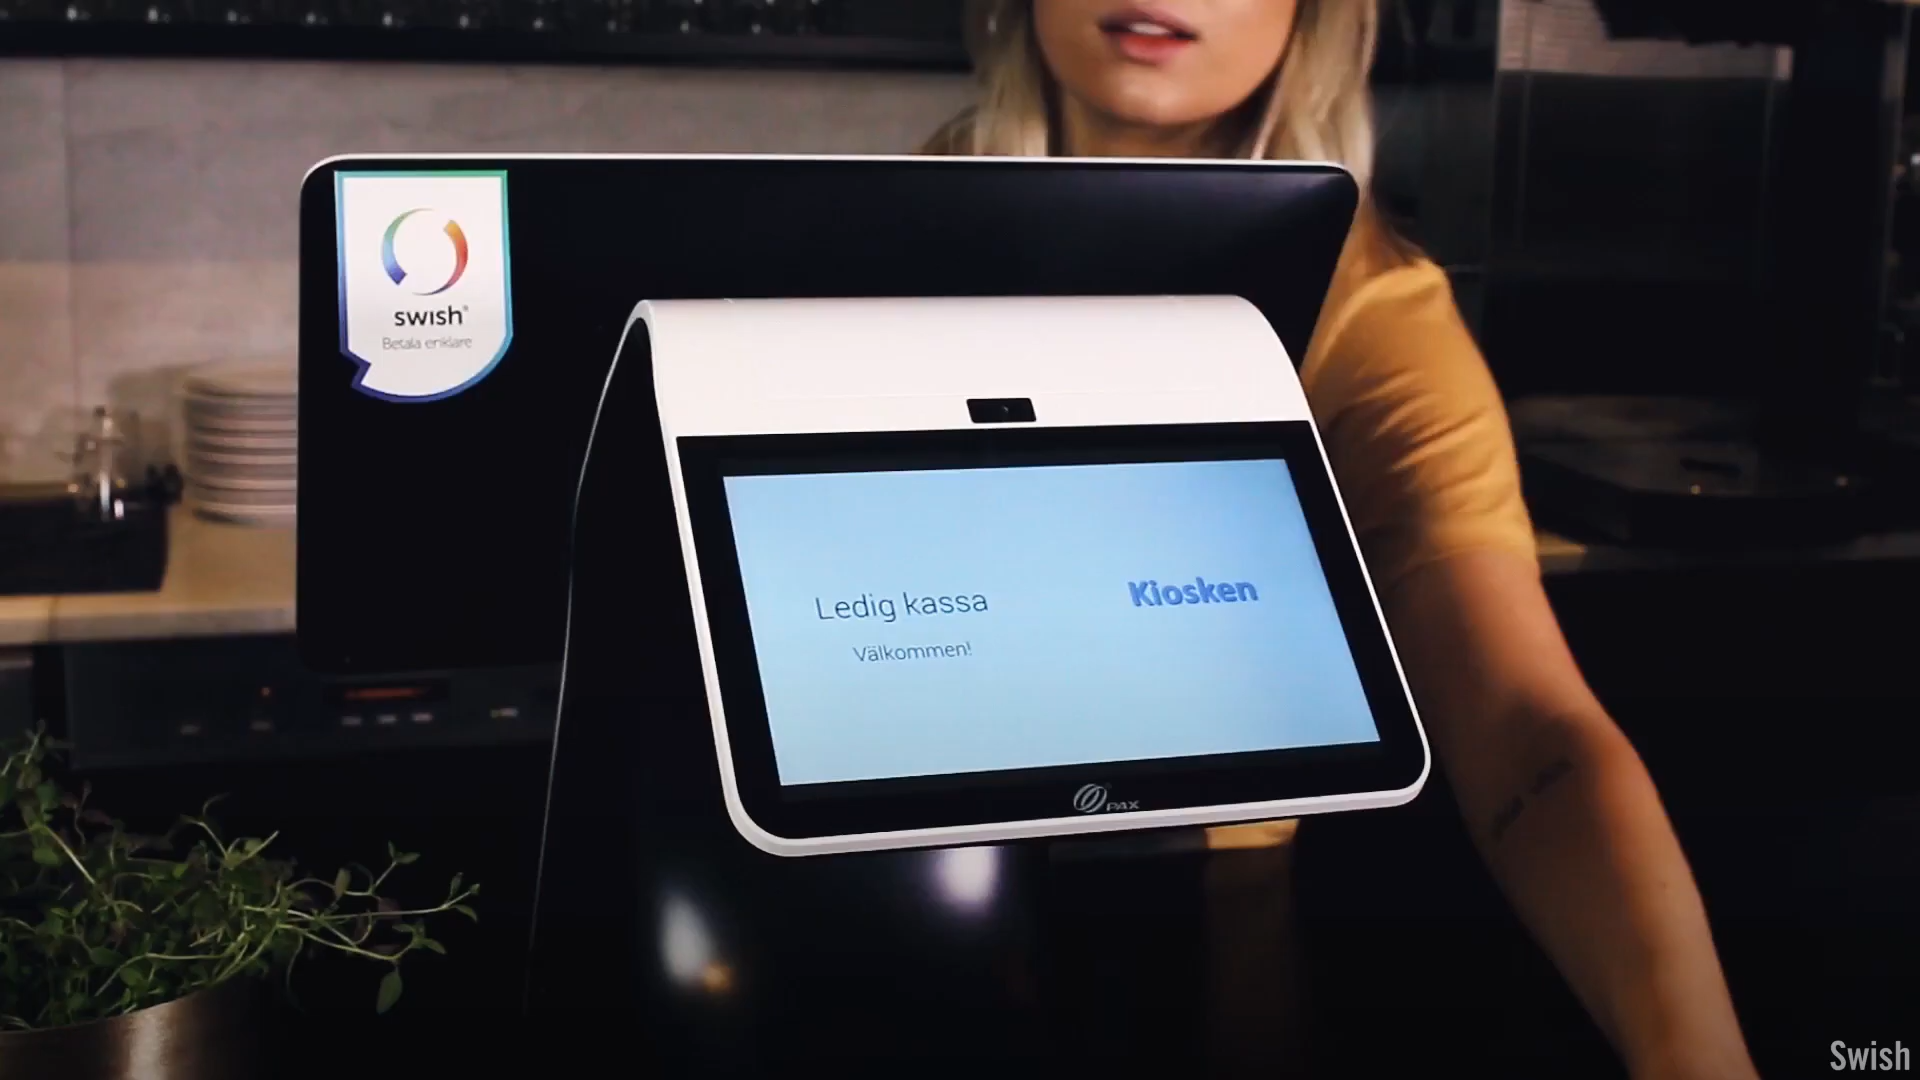 swish®
Betala enklare
Ledig kassa
Välkommen!
Kiosken
PAX
Swish